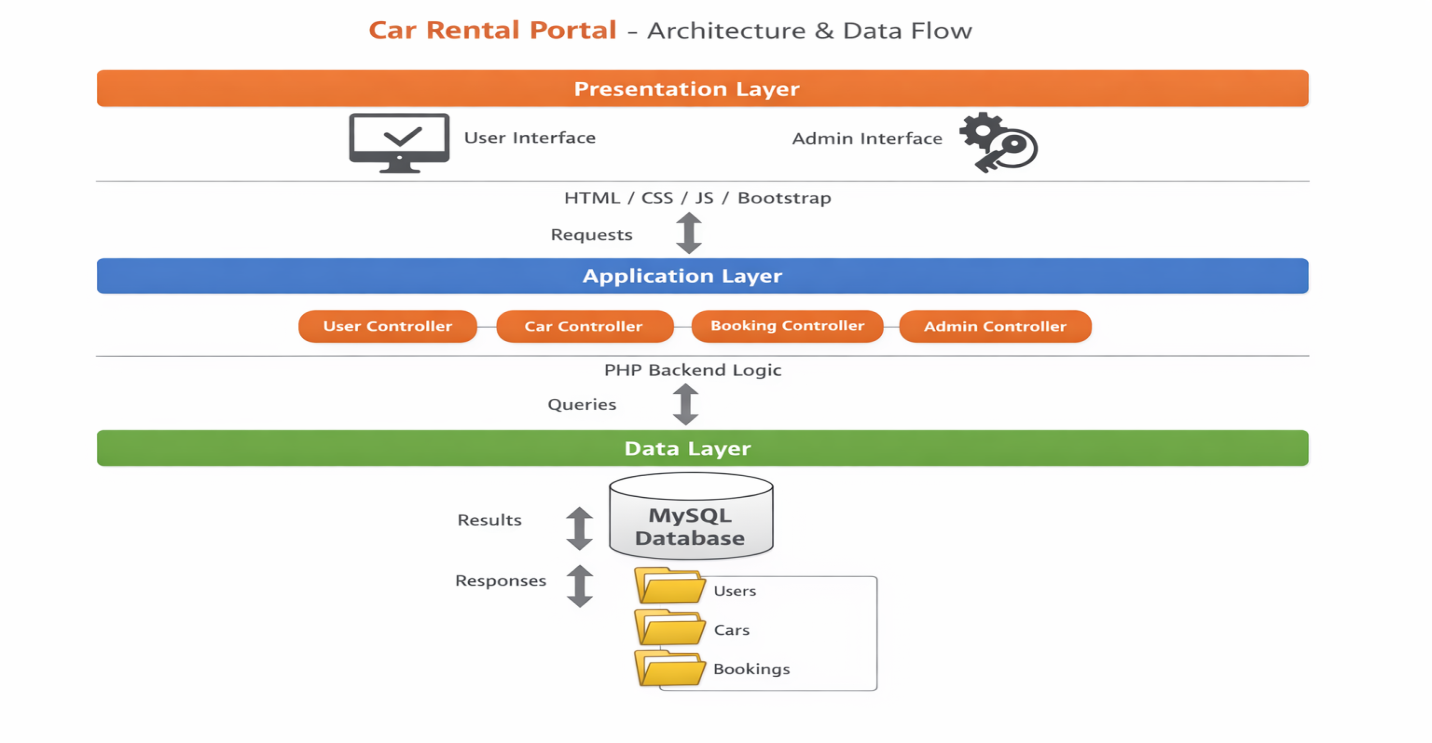 Car Rental Portal - Architecture & Data Flow
Presentation Layer
User Interface
Admin Interface
HTML / CSS / JS / Bootstrap
Requests
Application Layer
User Controller
Car Controller
Booking Controller
Admin Controller
PHP Backend Logic
Queries
Data Layer
MySQL
Database
Results
Responses
Users
Cars
Bookings